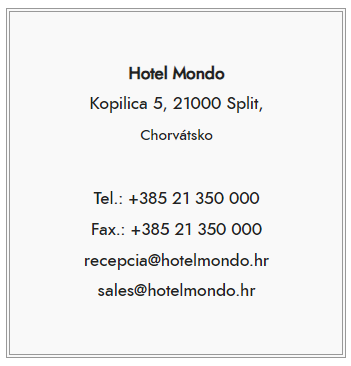 Hotel Mondo
Kopilica 5, 21000 Split,
Chorvátsko
Tel.: +385 21 350 000
Fax.: +385 21 350 000
recepcia@hotelmondo.hr
sales@hotelmondo.hr